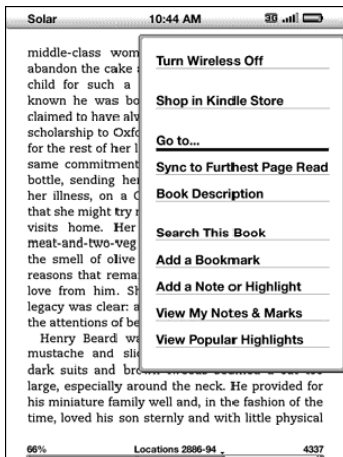 Solar 10:44 AM 3G
middle-class wom
abandon the cake
child for such a
known he was bo
claimed to have alv
scholarship to Oxfo
for the rest of her l
same commitment
bottle, sending her
her illness, on a C
that she might try r
visits home. Her
meat-and-two-veg
the smell of olive
reasons that rema
love from him. Sh
legacy was clear: a
the attentions of be
Henry Beard wa
mustache and slic
dark suits and brown
large, especially around the neck. He provided for
his miniature family well and, in the fashion of the
time, loved his son sternly and with little physical
Turn Wireless Off
Shop in Kindle Store
Go to...
Sync to Furthest Page Read
Book Description
Search This Book
Add a Bookmark
Add a Note or Highlight
View My Notes & Marks
View Popular Highlights
66% Locations 2886-94 4337